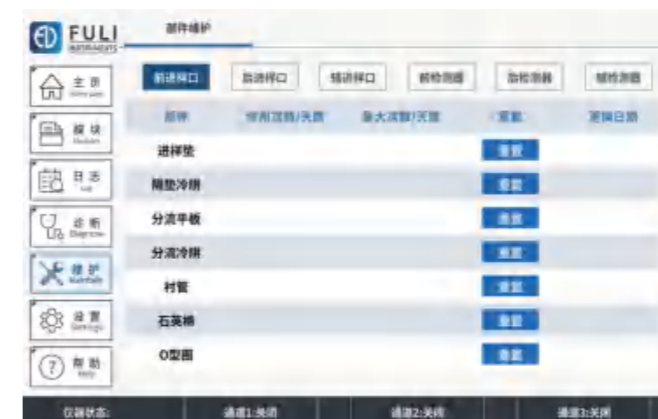 FULI
INSTRUMENTS
部件维护
前进样口 后进样口 辅进样口 前检测器 后检测器 辅检测器
部件 使用次数/天数 最大次数/天数 重置 更换日期
主页
进样垫 重置
模块
隔垫冷阱 重置
日志
分流平板 重置
诊断
Diagnose
分流冷阱 重置
维护
Maintain
衬管 重置
石英棉 重置
设置
Settings
O型圈 重置
帮助
Help
仪器状态: 通道1:关闭 通道2:关闭 通道3:关闭